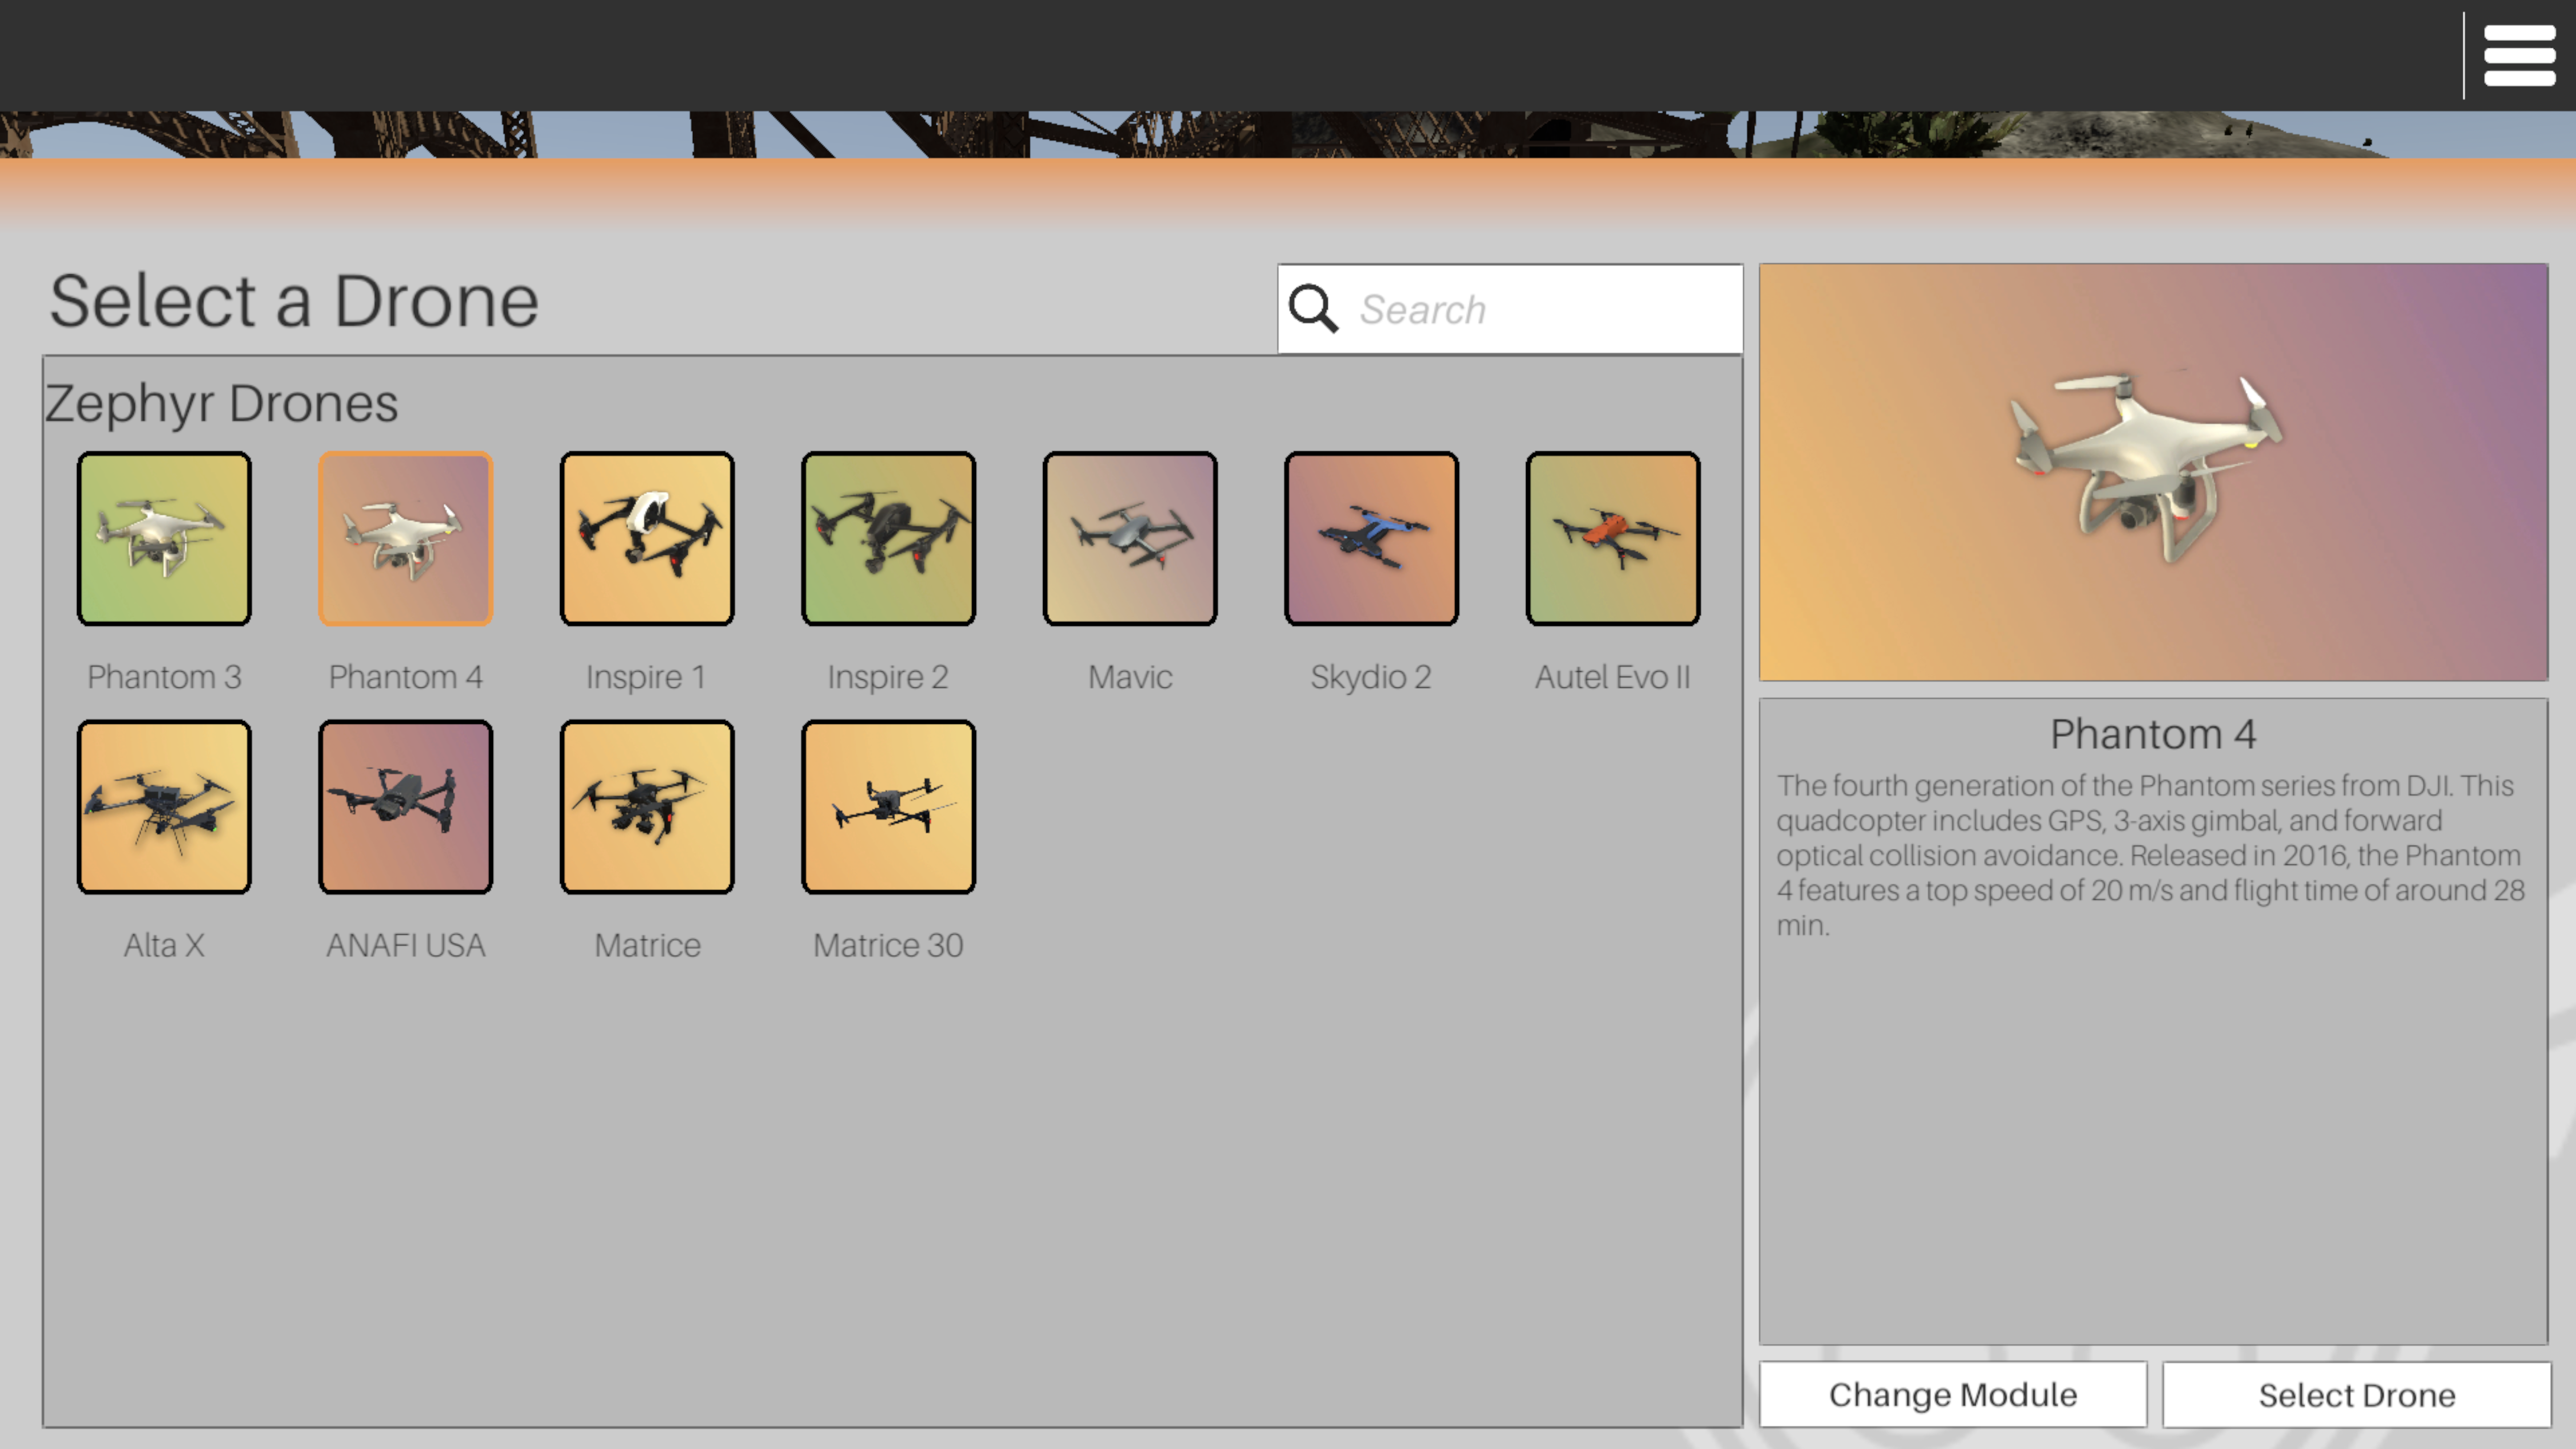 Select a Drone
Search
Zephyr Drones
Phantom 3
Phantom 4
Inspire 1
Inspire 2
Mavic
Skydio 2
Autel Evo II
Alta X
ANAFI USA
Matrice
Matrice 30
Phantom 4
The fourth generation of the Phantom series from DJI. This
quadcopter includes GPS, 3-axis gimbal, and forward
optical collision avoidance. Released in 2016, the Phantom
4 features a top speed of 20 m/s and flight time of around 28
min.
Change Module
Select Drone